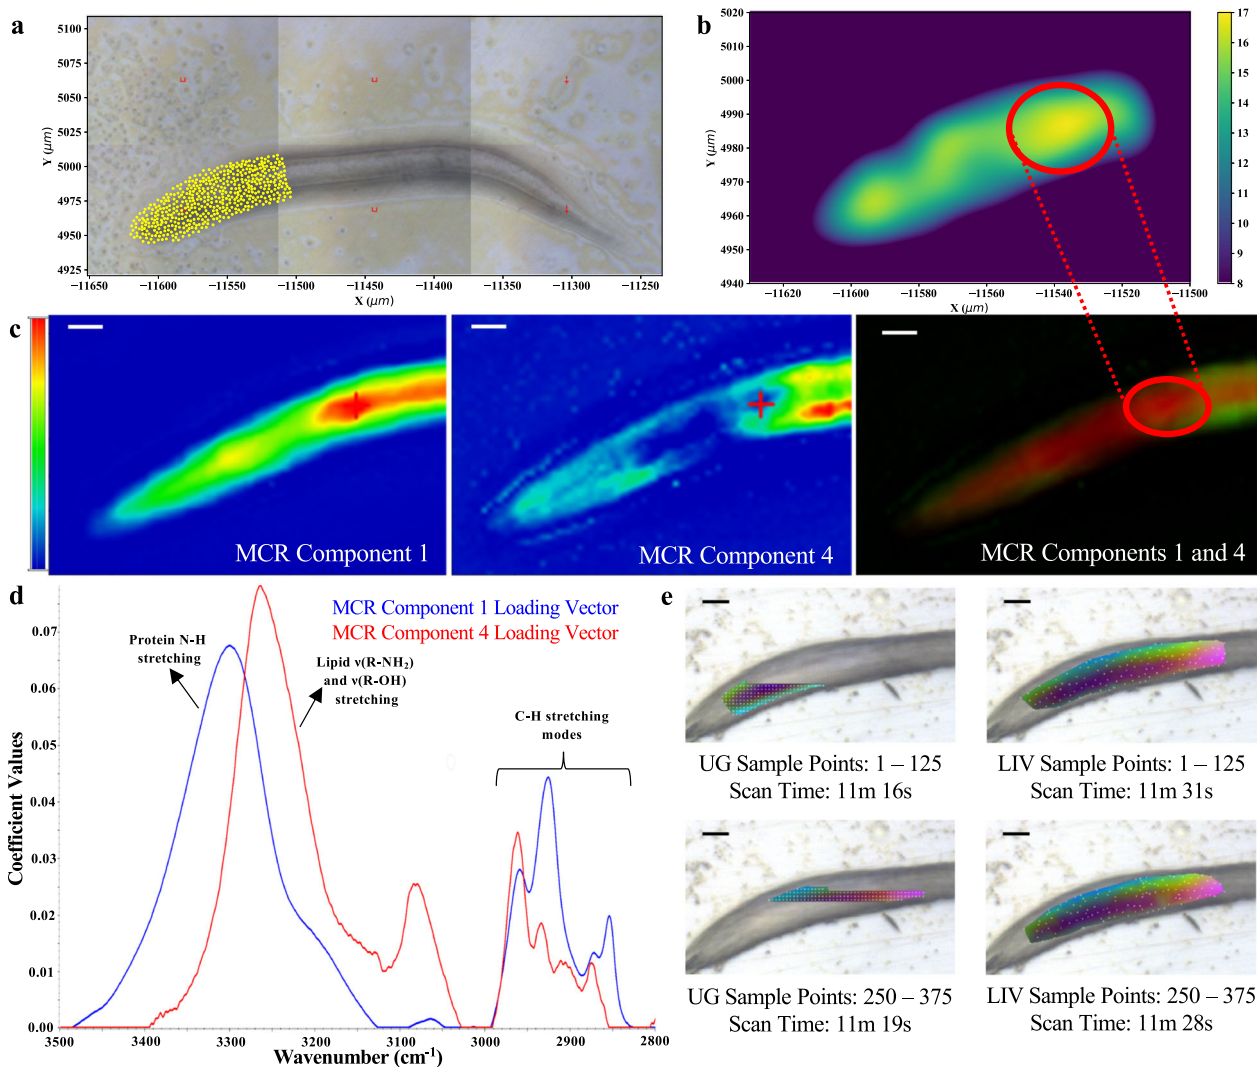 a
Y (μm)
5109
5075
5050
5025
5000
4975
4950
4925
−11650
−11600
−11550
−11500
−11450
−11400
−11350
−11300
−11250
X (μm)
b
Y (μm)
5020
5010
5000
4990
4980
4970
4960
4950
4940
−11620
−11600
−11580
−11560
−11540
−11520
−11500
X (μm)
17
16
15
14
13
12
11
10
9
8
c
MCR Component 1
MCR Component 4
MCR Components 1 and 4
d
MCR Component 1 Loading Vector
MCR Component 4 Loading Vector
Protein N-H
stretching
Lipid ν(R-NH₂)
and ν(R-OH)
stretching
C-H stretching
modes
Coefficient Values
0.07
0.06
0.05
0.04
0.03
0.02
0.01
0.00
3500
3400
3300
3200
3100
3000
2900
2800
Wavenumber (cm⁻¹)
e
UG Sample Points: 1 – 125
Scan Time: 11m 16s
LIV Sample Points: 1 – 125
Scan Time: 11m 31s
UG Sample Points: 250 – 375
Scan Time: 11m 19s
LIV Sample Points: 250 – 375
Scan Time: 11m 28s